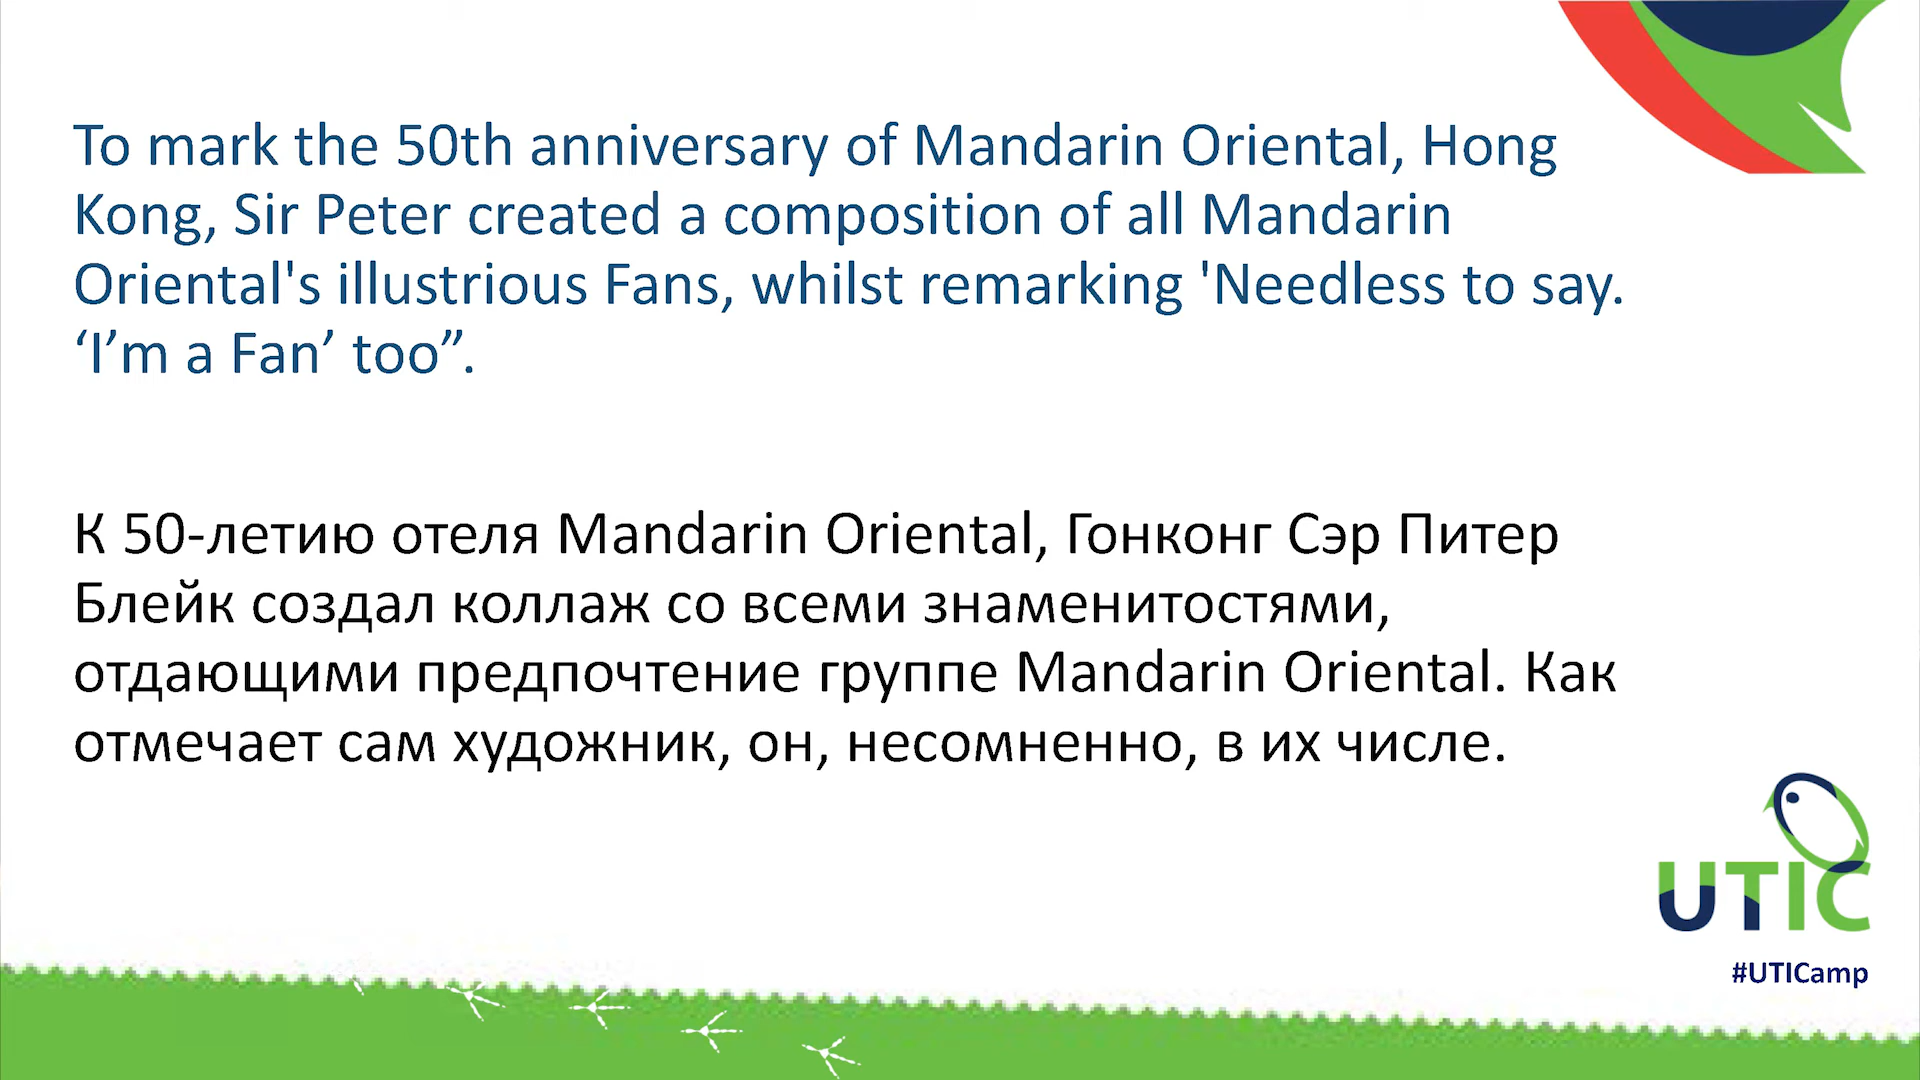 To mark the 50th anniversary of Mandarin Oriental, Hong
Kong, Sir Peter created a composition of all Mandarin
Oriental's illustrious Fans, whilst remarking 'Needless to say.
‘I’m a Fan’ too”.
К 50-летию отеля Mandarin Oriental, Гонконг Сэр Питер
Блейк создал коллаж со всеми знаменитостями,
отдающими предпочтение группе Mandarin Oriental. Как
отмечает сам художник, он, несомненно, в их числе.
UTIC
#UTICamp